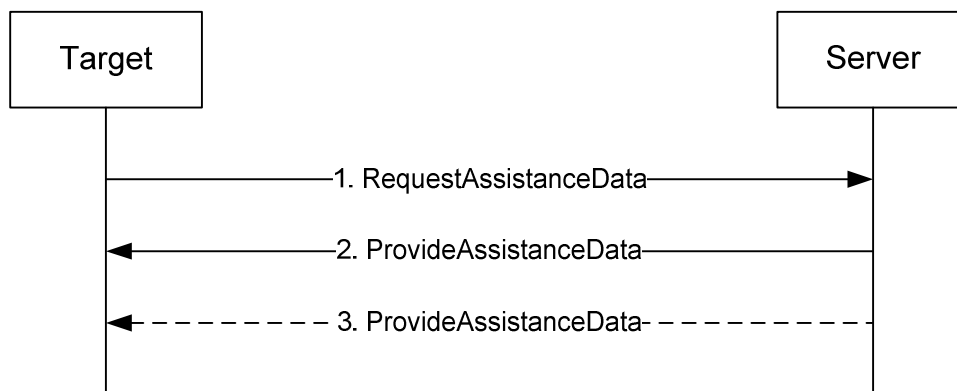 Target
Server
1. RequestAssistanceData
2. ProvideAssistanceData
3. ProvideAssistanceData